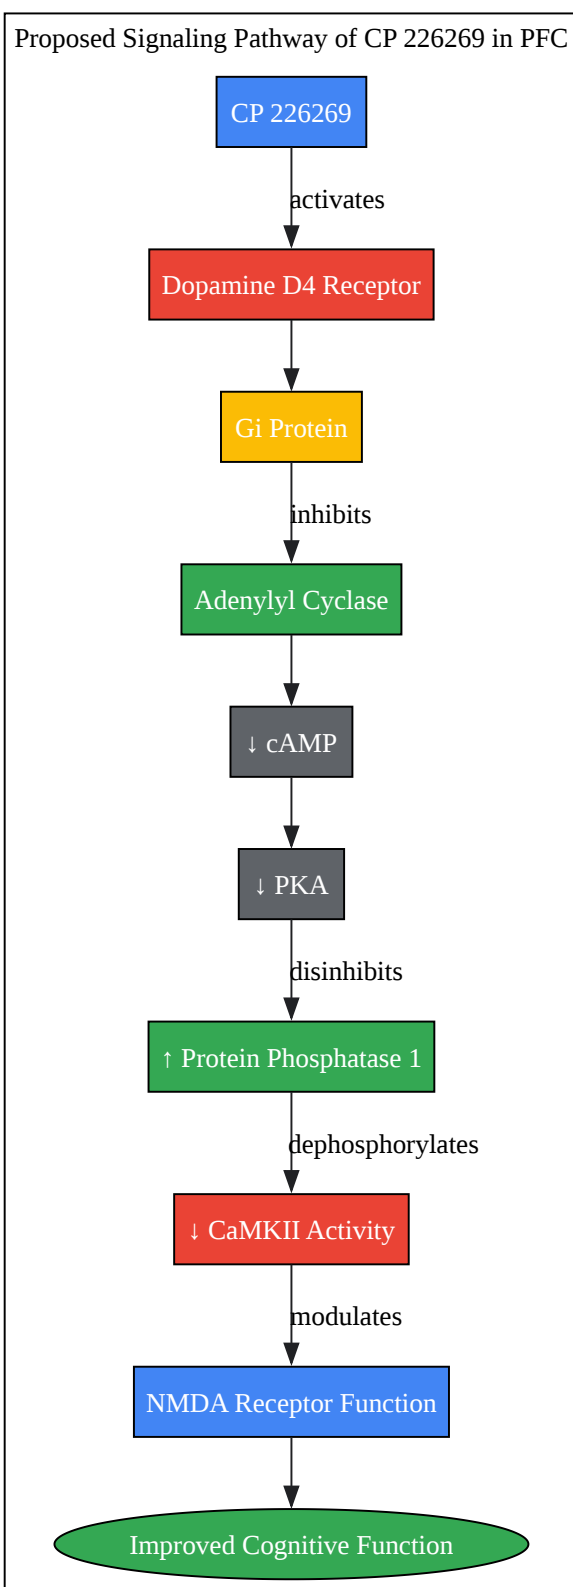 Proposed Signaling Pathway of CP 226269 in PFC
CP 226269
activates
Dopamine D4 Receptor
Gi Protein
inhibits
Adenylyl Cyclase
↓ cAMP
↓ PKA
disinhibits
↑ Protein Phosphatase 1
dephosphorylates
↓ CaMKII Activity
modulates
NMDA Receptor Function
Improved Cognitive Function